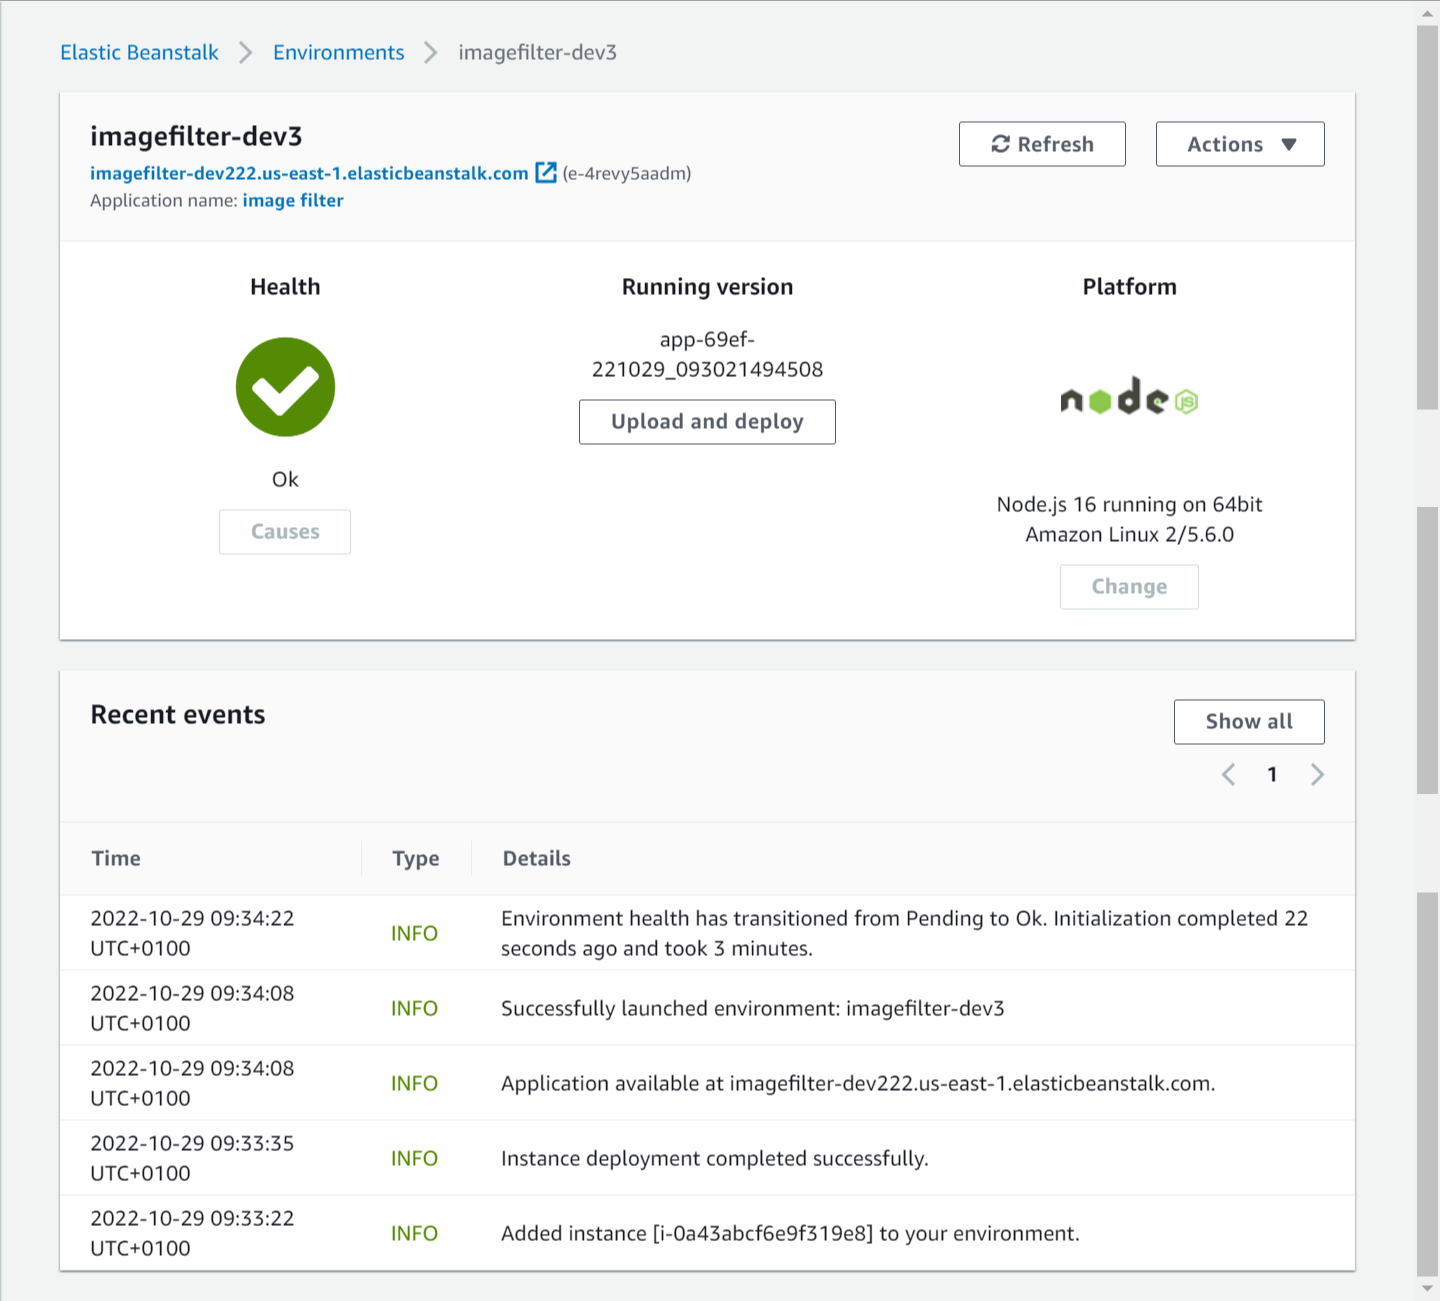 Elastic Beanstalk Environments imagefilter-dev3
imagefilter-dev3
Refresh
Actions
imagefilter-dev222.us-east-1.elasticbeanstalk.com (e-4revy5aadm)
Application name: image filter
Health
Ok
Causes
Running version
app-69ef-
221029_093021494508
Upload and deploy
Platform
node JS
Node.js 16 running on 64bit
Amazon Linux 2/5.6.0
Change
Recent events
Show all
1
Time Type Details
2022-10-29 09:34:22
UTC+0100
INFO
Environment health has transitioned from Pending to Ok. Initialization completed 22
seconds ago and took 3 minutes.
2022-10-29 09:34:08
UTC+0100
INFO
Successfully launched environment: imagefilter-dev3
2022-10-29 09:34:08
UTC+0100
INFO
Application available at imagefilter-dev222.us-east-1.elasticbeanstalk.com.
2022-10-29 09:33:35
UTC+0100
INFO
Instance deployment completed successfully.
2022-10-29 09:33:22
UTC+0100
INFO
Added instance [i-0a43abcf6e9f319e8] to your environment.